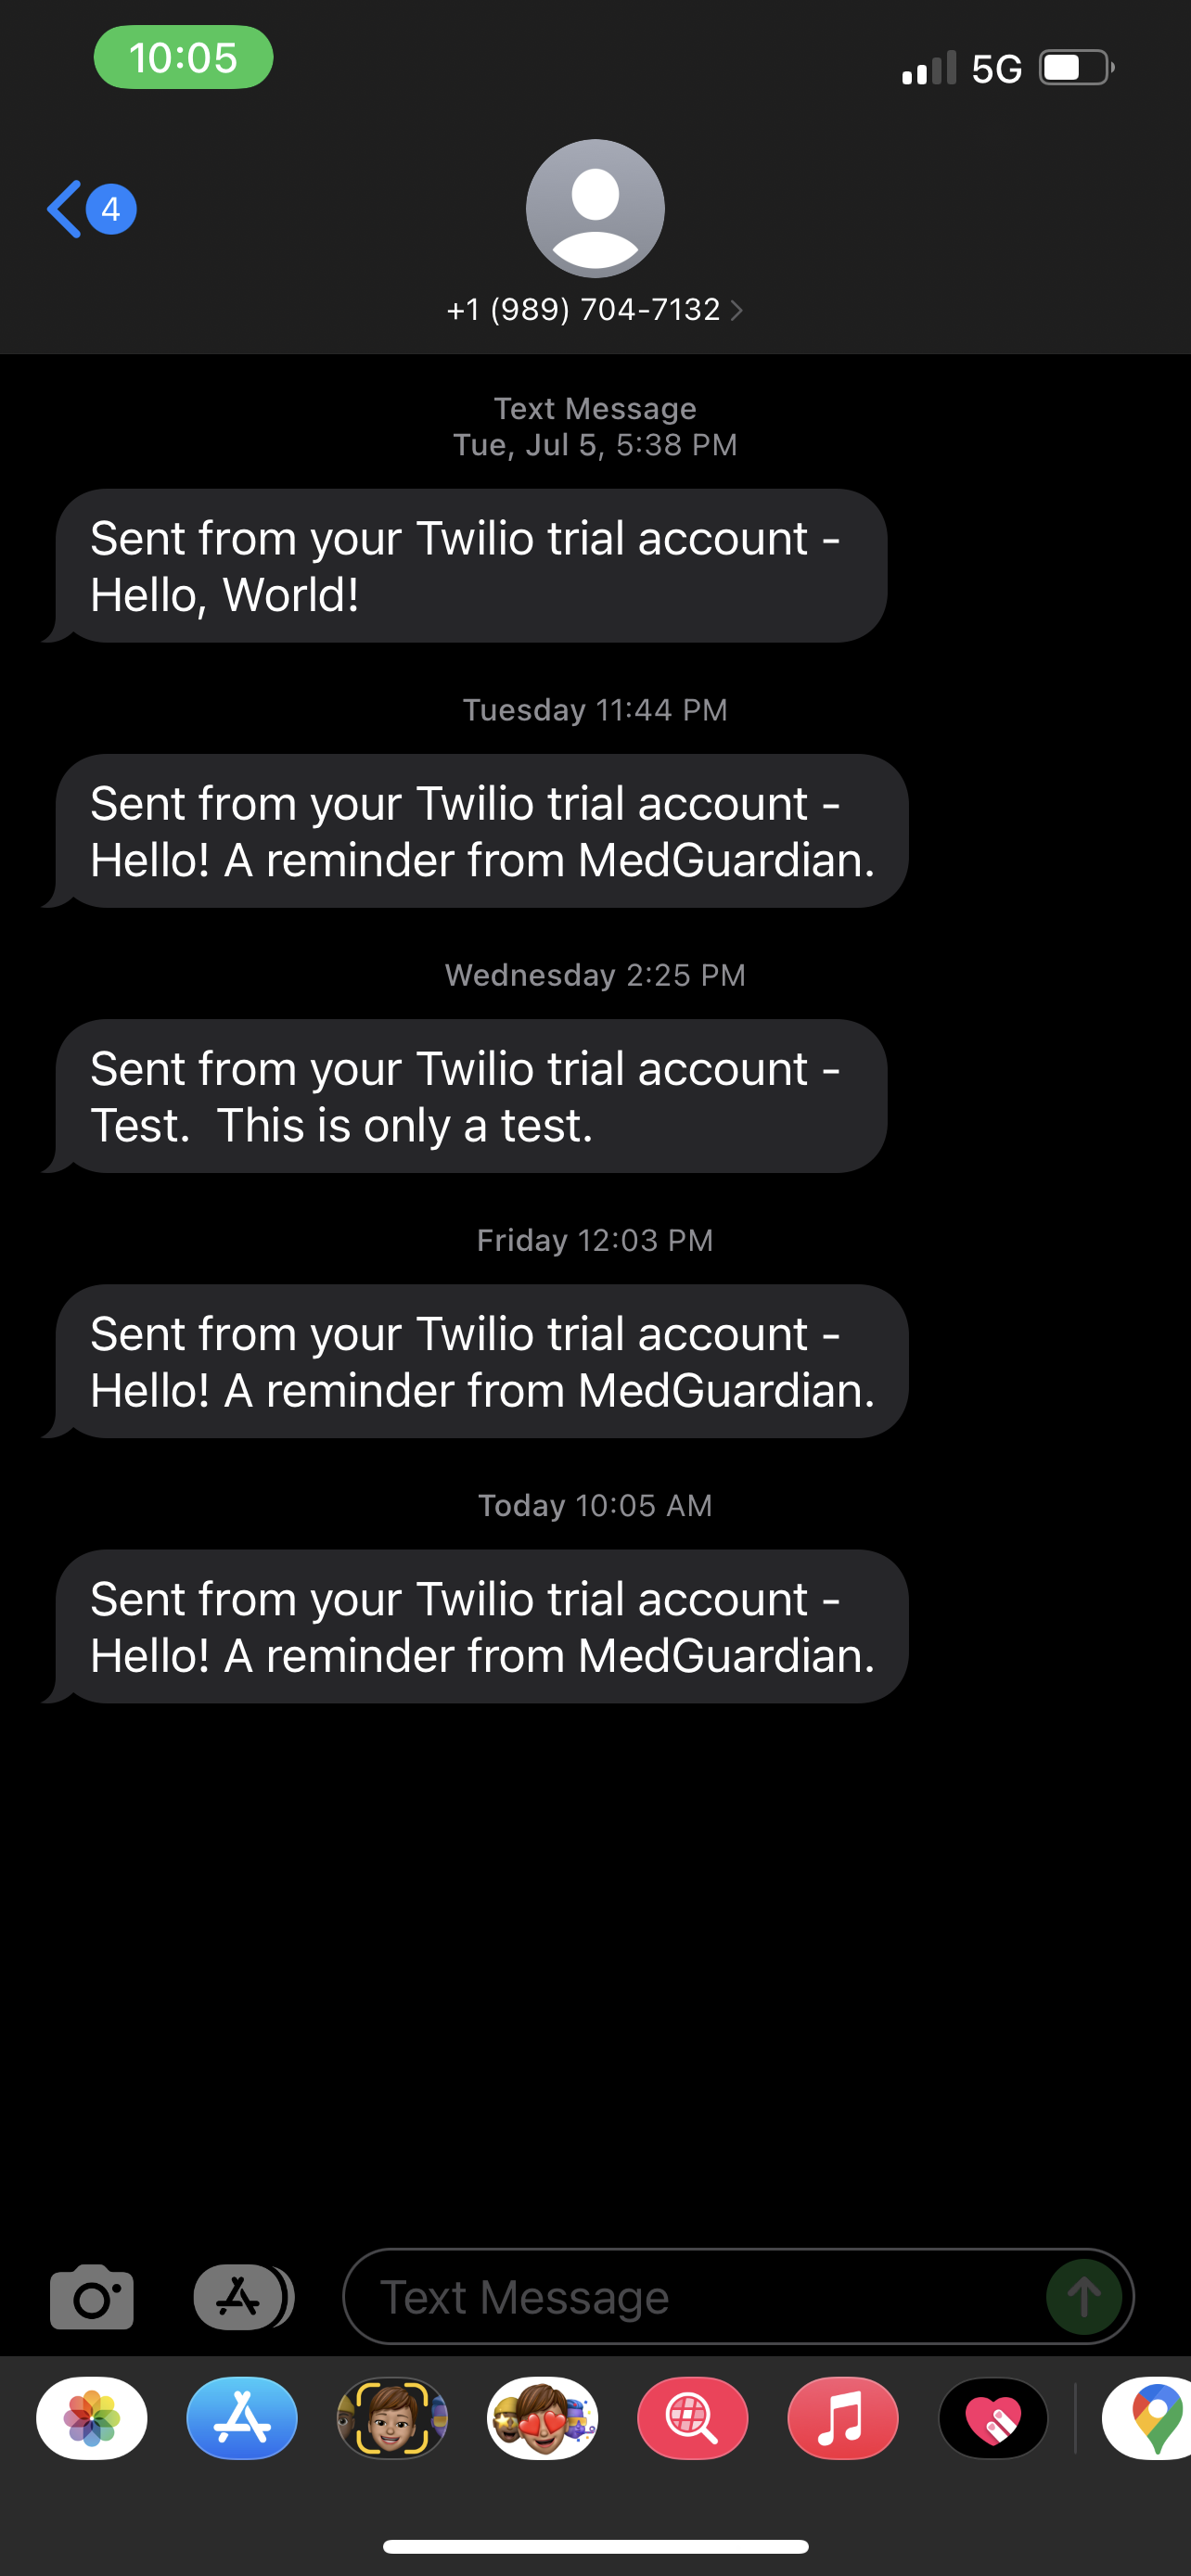 10:05
5G
4
+1 (989) 704-7132
Text Message
Tue, Jul 5, 5:38 PM
Sent from your Twilio trial account -
Hello, World!
Tuesday 11:44 PM
Sent from your Twilio trial account -
Hello! A reminder from MedGuardian.
Wednesday 2:25 PM
Sent from your Twilio trial account -
Test.  This is only a test.
Friday 12:03 PM
Sent from your Twilio trial account -
Hello! A reminder from MedGuardian.
Today 10:05 AM
Sent from your Twilio trial account -
Hello! A reminder from MedGuardian.
Text Message